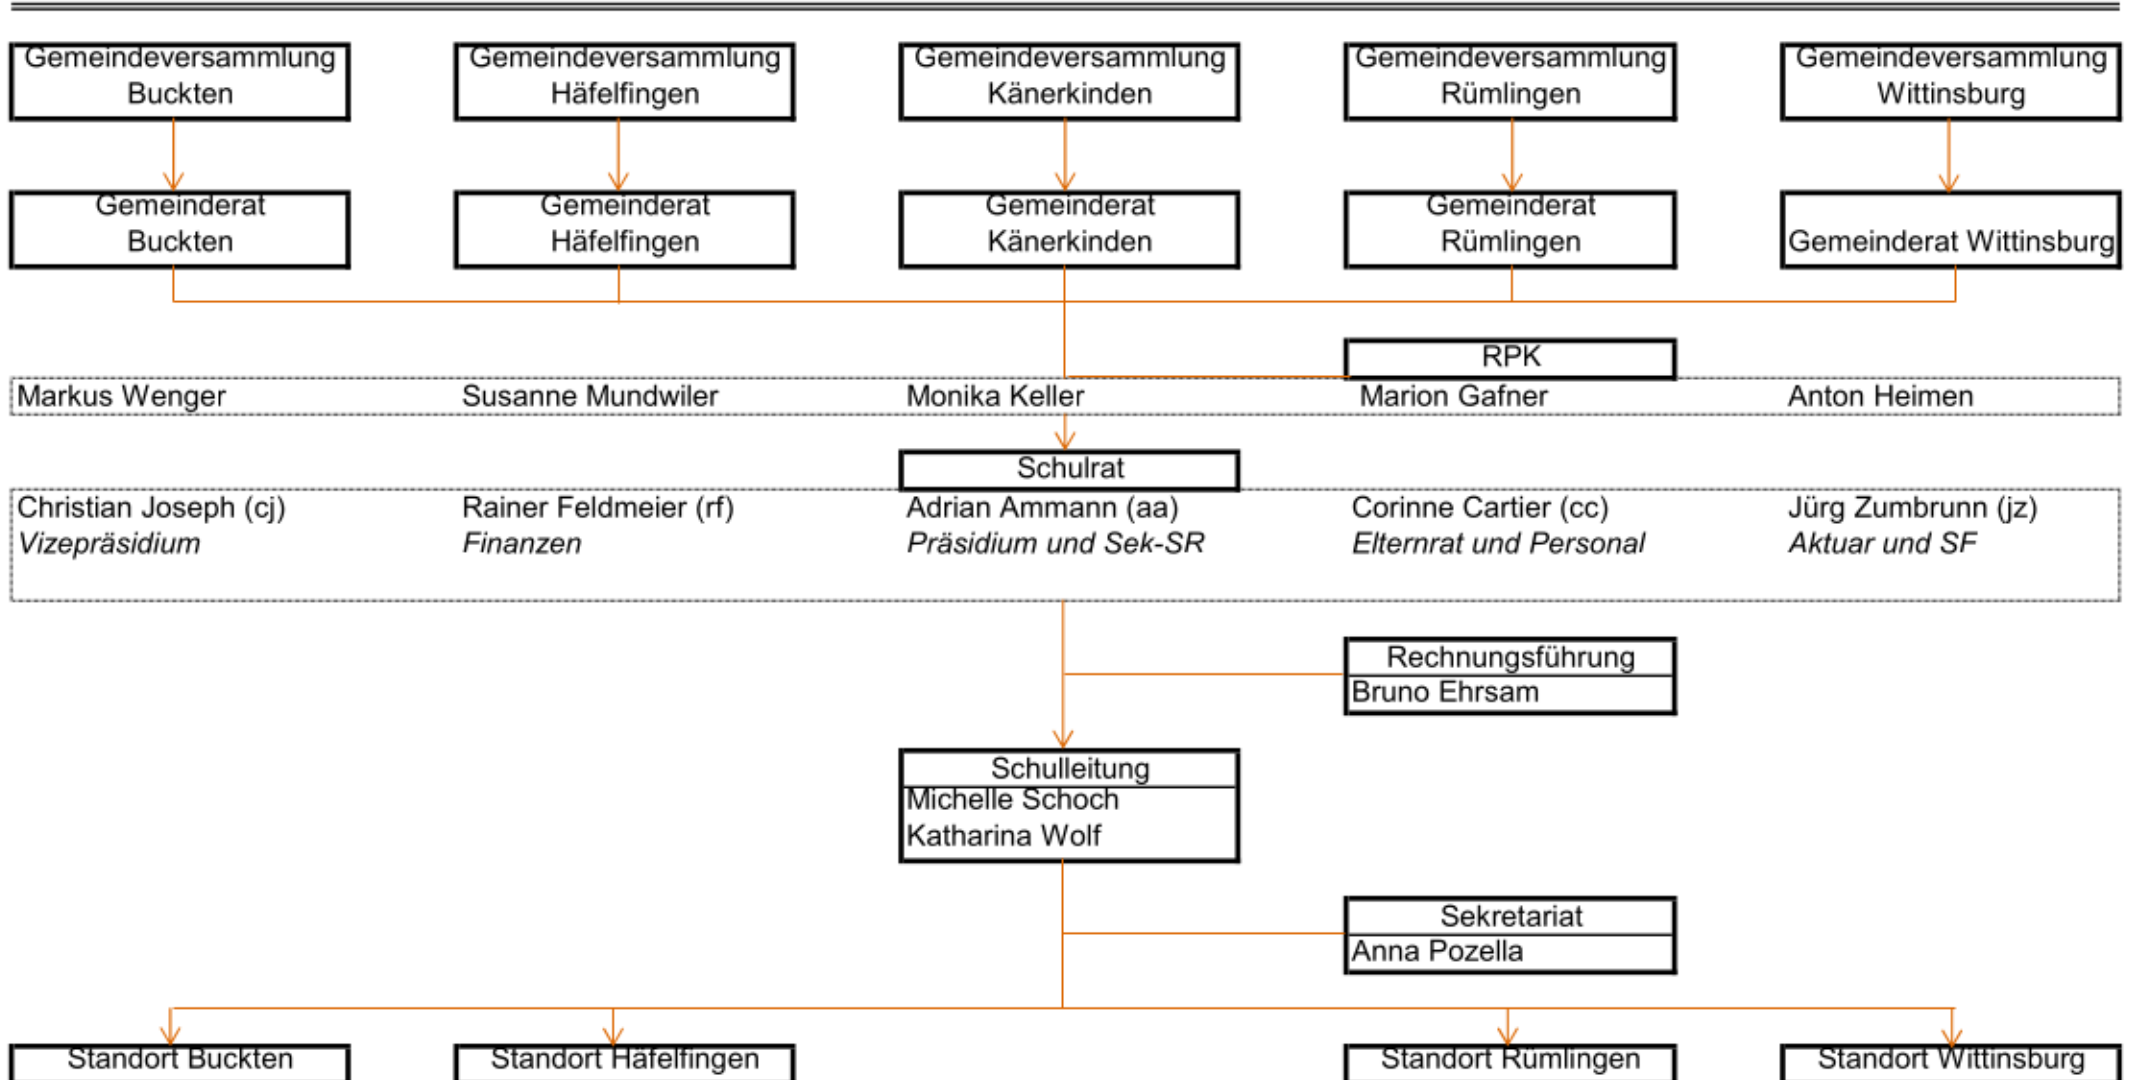 Gemeindeversammlung
Buckten
Gemeindeversammlung
Häfelfingen
Gemeindeversammlung
Känerkinden
Gemeindeversammlung
Rümlingen
Gemeindeversammlung
Wittinsburg
Gemeinderat
Buckten
Gemeinderat
Häfelfingen
Gemeinderat
Känerkinden
Gemeinderat
Rümlingen
Gemeinderat Wittinsburg
RPK
Markus Wenger
Susanne Mundwiler
Monika Keller
Marion Gafner
Anton Heimen
Schulrat
Christian Joseph (cj)
Vizepräsidium
Rainer Feldmeier (rf)
Finanzen
Adrian Ammann (aa)
Präsidium und Sek-SR
Corinne Cartier (cc)
Elternrat und Personal
Jürg Zumbrunn (jz)
Aktuar und SF
Rechnungsführung
Bruno Ehrsam
Schulleitung
Michelle Schoch
Katharina Wolf
Sekretariat
Anna Pozella
Standort Buckten
Standort Häfelfingen
Standort Rümlingen
Standort Wittinsburg